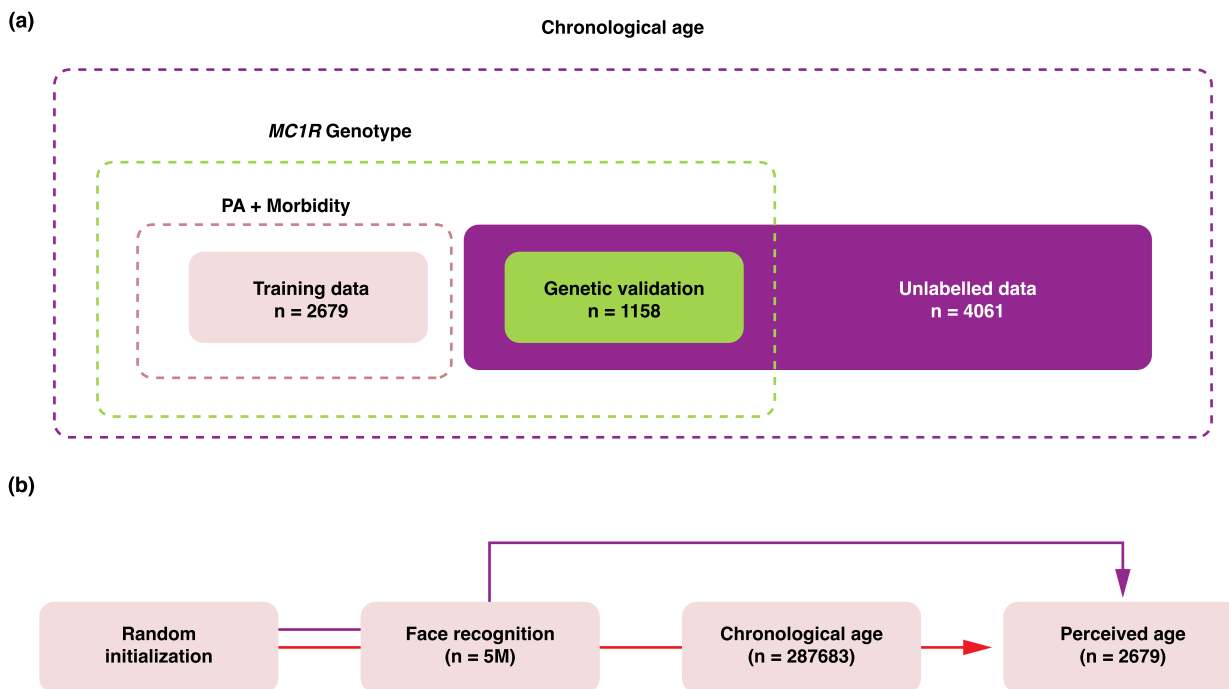 (a)
Chronological age
MC1R Genotype
PA + Morbidity
Training data
n = 2679
Genetic validation
n = 1158
Unlabelled data
n = 4061
(b)
Random
initialization
Face recognition
(n = 5M)
Chronological age
(n = 287683)
Perceived age
(n = 2679)